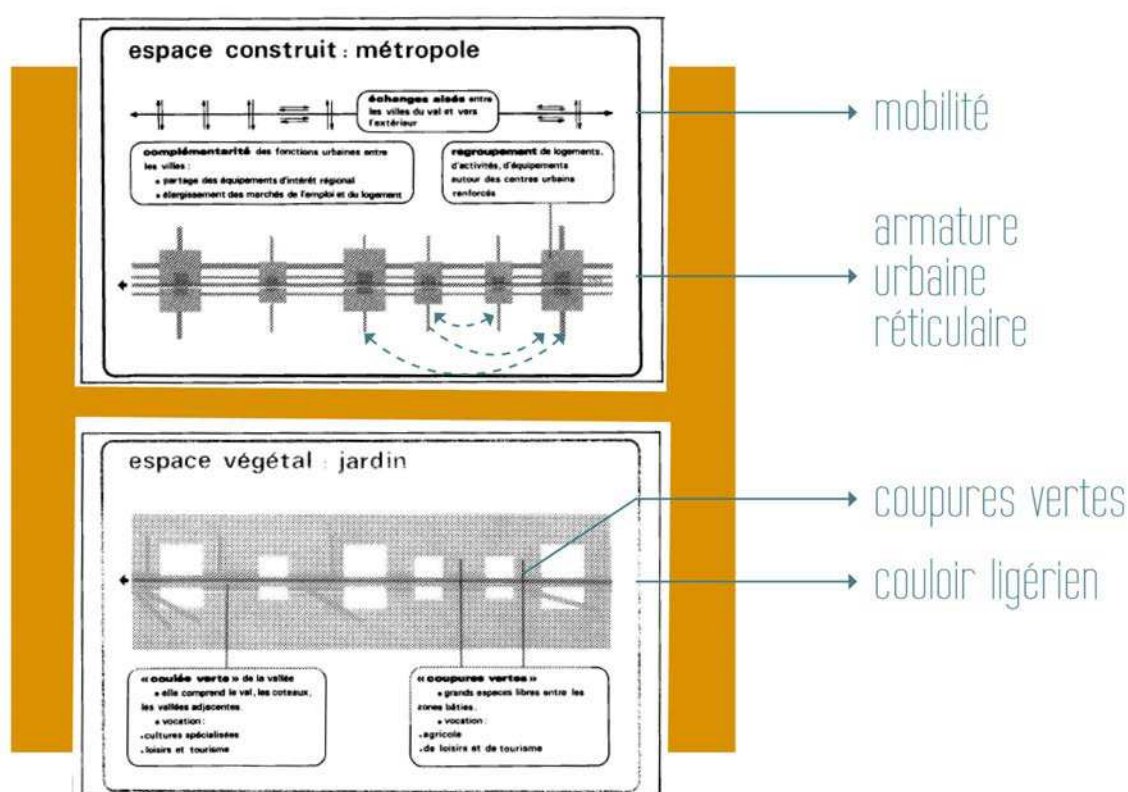 espace construit : métropole
échanges aisés entre
les villes du val et vers
l'extérieur
complémentarité des fonctions urbaines entre
les villes :
• partage des équipements d'intérêt régional
• élergissement des marchés de l'emploi et du logement
regroupement de logements,
d'activités, d'équipements
autour des centres urbains
renforcés
mobilité
armature
urbaine
réticulaire
espace végétal : jardin
« coulée verte » de la vallée
• elle comprend le val, les coteaux,
les vallées adjacentes.
• vocation :
.cultures spécialisées
.loisirs et tourisme
« coupures vertes »
• grands espaces libres entre les
zones bâties.
• vocation :
.agricole
.de loisirs et de tourisme
coupures vertes
couloir ligérien